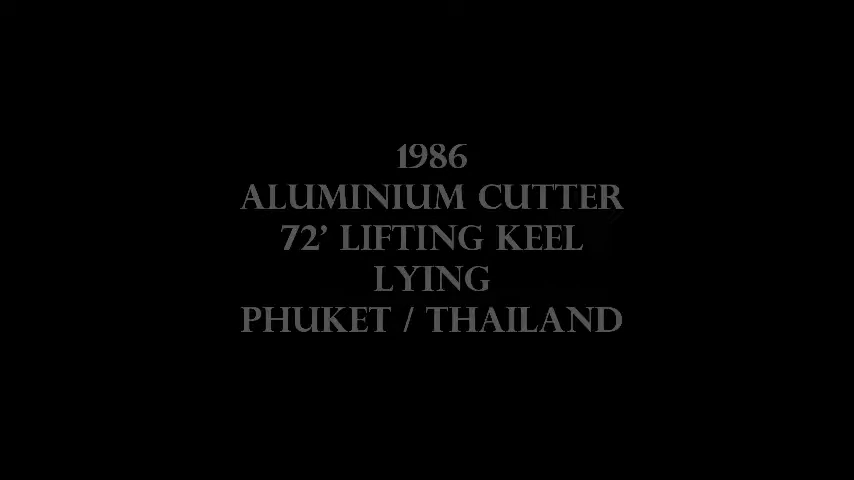 1986
ALUMINIUM CUTTER
72' LIFTING KEEL
LYING
PHUKET / THAILAND